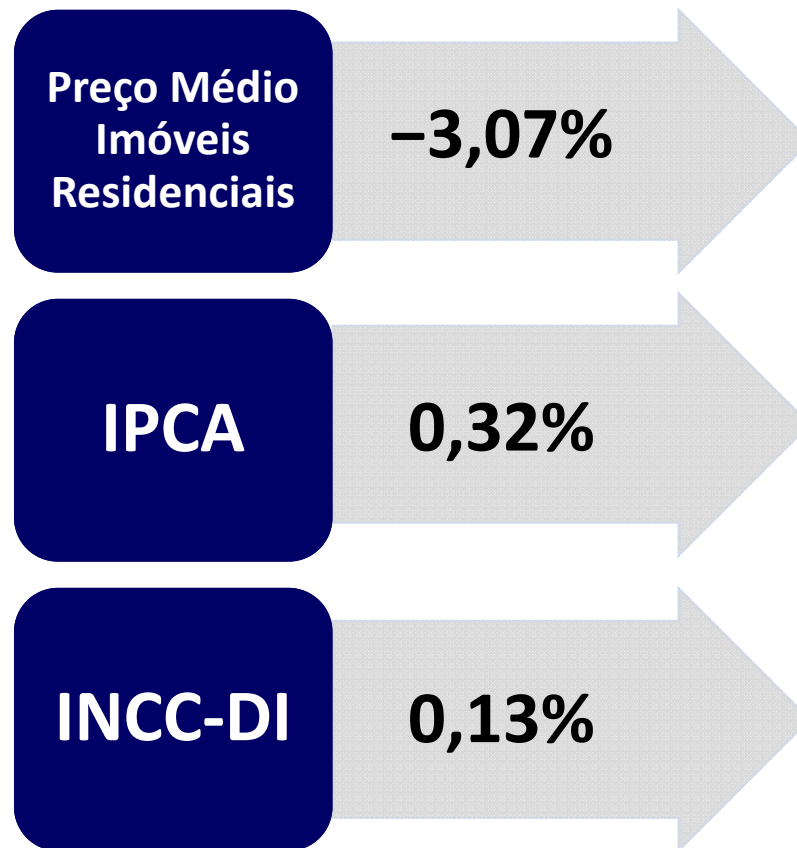 Preço Médio
Imóveis
Residenciais
−3,07%
IPCA
0,32%
INCC-DI
0,13%